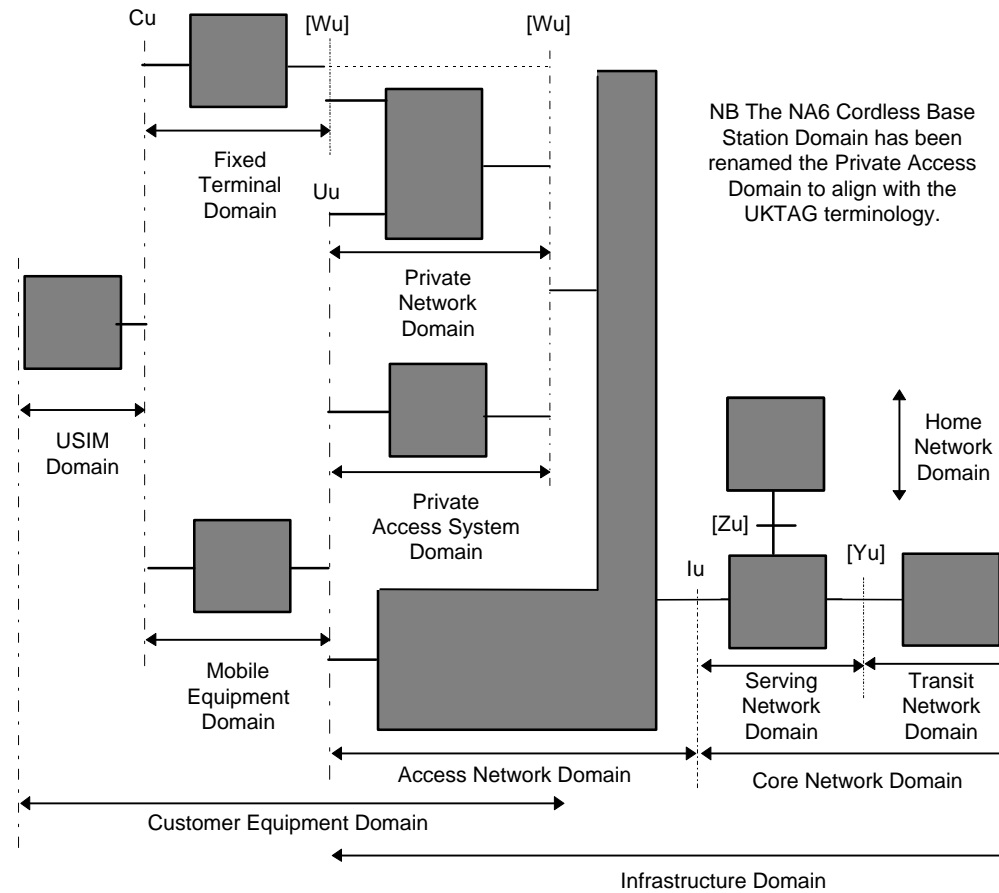 Cu
[Wu]
[Wu]
NB The NA6 Cordless Base
Station Domain has been
renamed the Private Access
Domain to align with the
UKTAG terminology.
Fixed
Terminal
Domain
Uu
Private
Network
Domain
USIM
Domain
Home
Network
Domain
Private
Access System
Domain
[Zu]
Iu
[Yu]
Mobile
Equipment
Domain
Serving
Network
Domain
Transit
Network
Domain
Access Network Domain
Core Network Domain
Customer Equipment Domain
Infrastructure Domain